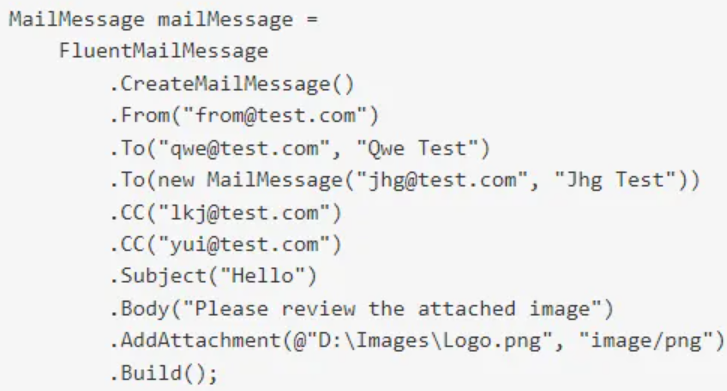 MailMessage mailMessage =
FluentMailMessage
.CreateMailMessage()
.From("from@test.com")
.To("qwe@test.com", "Qwe Test")
.To(new MailMessage("jhg@test.com", "Jhg Test"))
.CC("lkj@test.com")
.CC("yui@test.com")
.Subject("Hello")
.Body("Please review the attached image")
.AddAttachment(@"D:\Images\Logo.png", "image/png")
.Build();